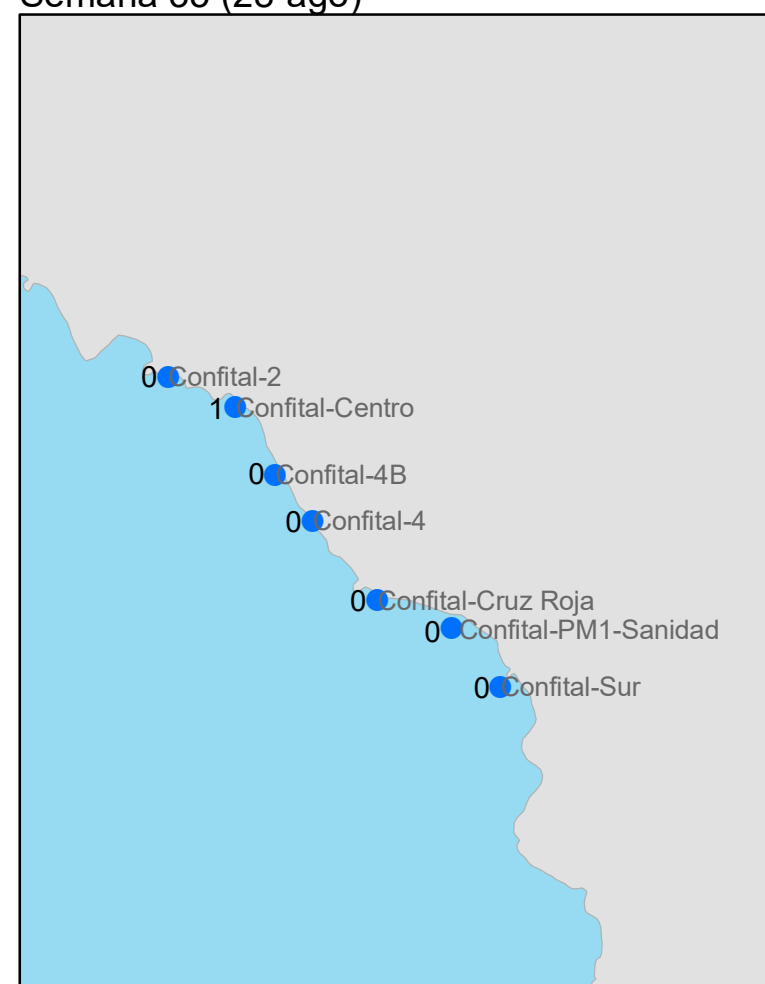 Semana
0 Confital-2
1 Confital-Centro
0 Confital-4B
0 Confital-4
0 Confital-Cruz Roja
0 Confital-PM1-Sanidad
0 Confital-Sur